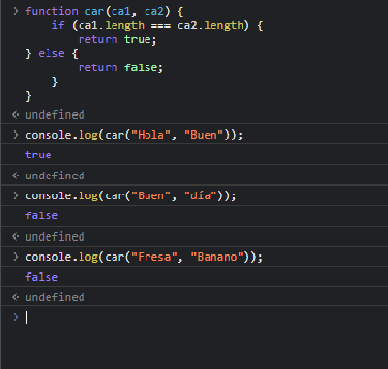 > function car(ca1, ca2) {
if (ca1.length === ca2.length) {
return true;
} else {
return false;
}
}
< undefined
> console.log(car("Hola", "Buen"));
true
< undefined
> console.log(car("Buen", "día"));
false
< undefined
> console.log(car("Fresa", "Banano"));
false
< undefined
>